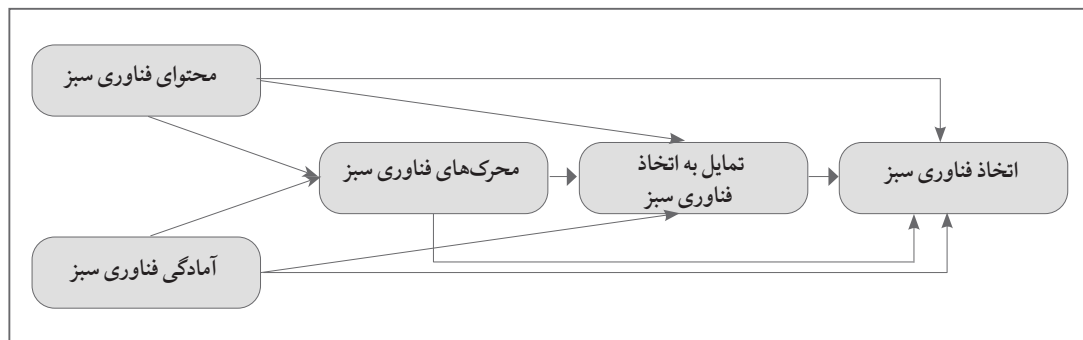 محتوای فناوری سبز
محرک‌های فناوری سبز
تمایل به اتخاذ
فناوری سبز
اتخاذ فناوری سبز
آمادگی فناوری سبز